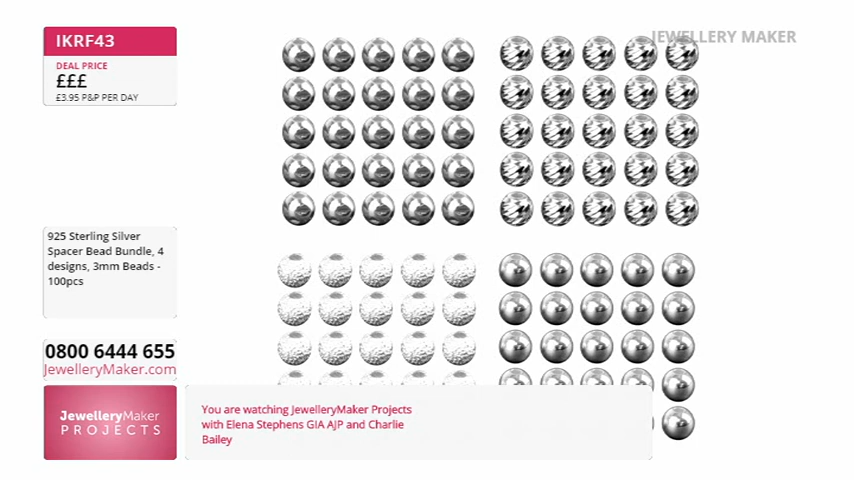 IKRF43
DEAL PRICE
£££
£3.95 P&P PER DAY
JEWELLERY MAKER
925 Sterling Silver
Spacer Bead Bundle, 4
designs, 3mm Beads -
100pcs
0800 6444 655
JewelleryMaker.com
JewelleryMaker
PROJECTS
You are watching JewelleryMaker Projects
with Elena Stephens GIA AJP and Charlie
Bailey